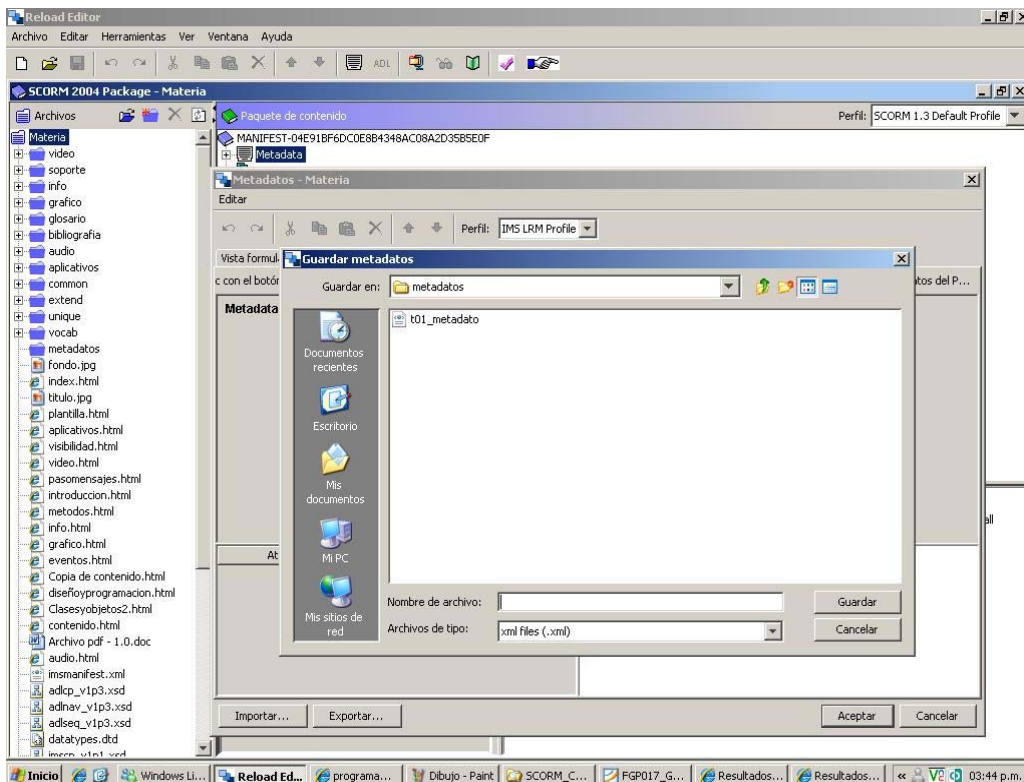 Reload Editor
Archivo Editar Herramientas Ver Ventana Ayuda
ADL
SCORM 2004 Package - Materia
Archivos
Paquete de contenido
Perfil: SCORM 1.3 Default Profile
Materia
video
soporte
info
grafico
glosario
bibliografia
audio
aplicativos
common
extend
unique
vocab
metadatos
fondo.jpg
index.html
titulo.jpg
plantilla.html
aplicativos.html
visibilidad.html
video.html
pasomensajes.html
introduccion.html
metodos.html
info.html
grafico.html
eventos.html
Copia de contenido.html
diseñoyprogramacion.html
Clasesyobjetos2.html
contenido.html
Archivo pdf - 1.0.doc
audio.html
imsmanifest.xml
adlcp_v1p3.xsd
adlnav_v1p3.xsd
adlseq_v1p3.xsd
datatypes.dtd
imscp_v1p1.xsd
MANIFEST-04E91BF6DC0E8B4348AC08A2D35B5E0F
Metadata
Metadatos - Materia
Editar
Perfil: IMS LRM Profile
Vista formul
c con el botón
tos del P...
Metadata
At
all
Guardar metadatos
Guardar en: metadatos
t01_metadato
Documentos recientes
Escritorio
Mis documentos
Mi PC
Mis sitios de red
Nombre de archivo:
Guardar
Archivos de tipo: xml files (.xml)
Cancelar
Importar... Exportar... Aceptar Cancelar
Inicio Windows Li... Reload Ed... programa... Dibujo - Paint SCORM_C... FGP017_G... Resultados... Resultados... « 03:44 p.m.